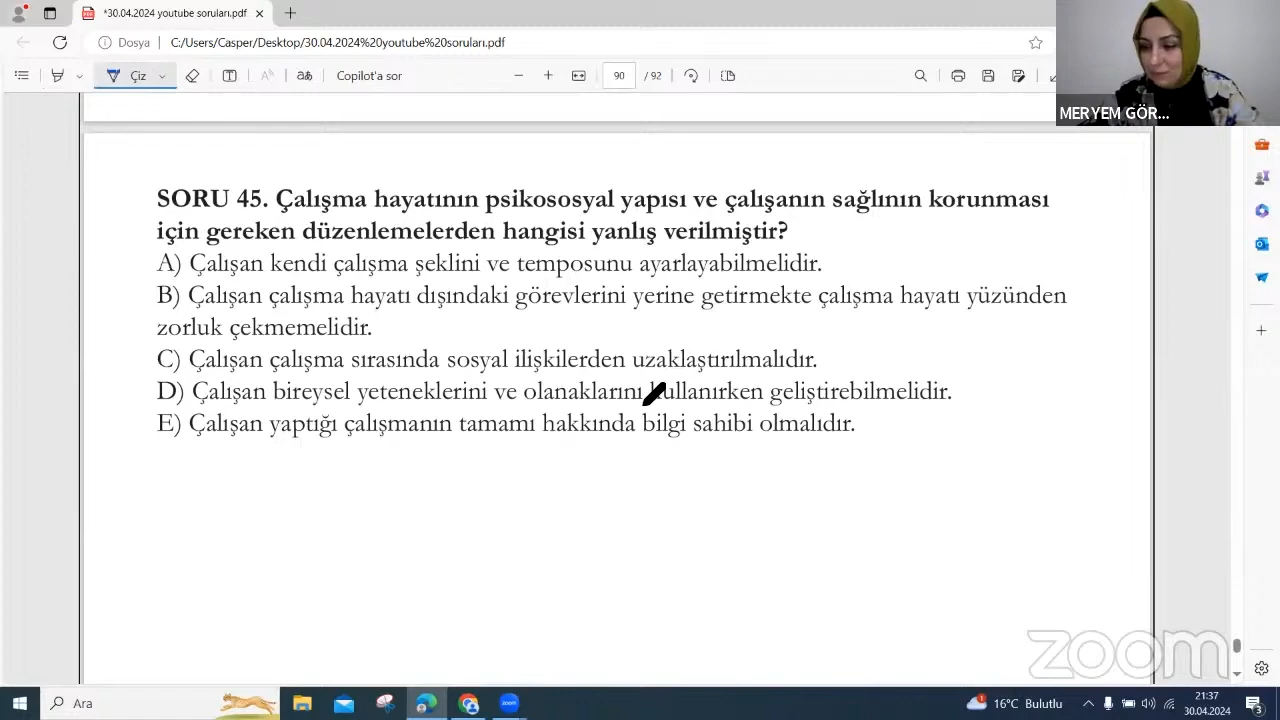 *30.04.2024 youtube soruları.pdf
Dosya
C:/Users/Casper/Desktop/30.04.2024%20youtube%20soruları.pdf
Çiz
Copilot'a sor
90 / 92
MERYEM GÖR...
SORU 45. Çalışma hayatının psikososyal yapısı ve çalışanın sağlının korunması
için gereken düzenlemelerden hangisi yanlış verilmiştir?
A) Çalışan kendi çalışma şeklini ve temposunu ayarlayabilmelidir.
B) Çalışan çalışma hayatı dışındaki görevlerini yerine getirmekte çalışma hayatı yüzünden
zorluk çekmemelidir.
C) Çalışan çalışma sırasında sosyal ilişkilerden uzaklaştırılmalıdır.
D) Çalışan bireysel yeteneklerini ve olanaklarını kullanırken geliştirebilmelidir.
E) Çalışan yaptığı çalışmanın tamamı hakkında bilgi sahibi olmalıdır.
zoom
Ara
zoom
1
16°C Bulutlu
21:37
30.04.2024
3